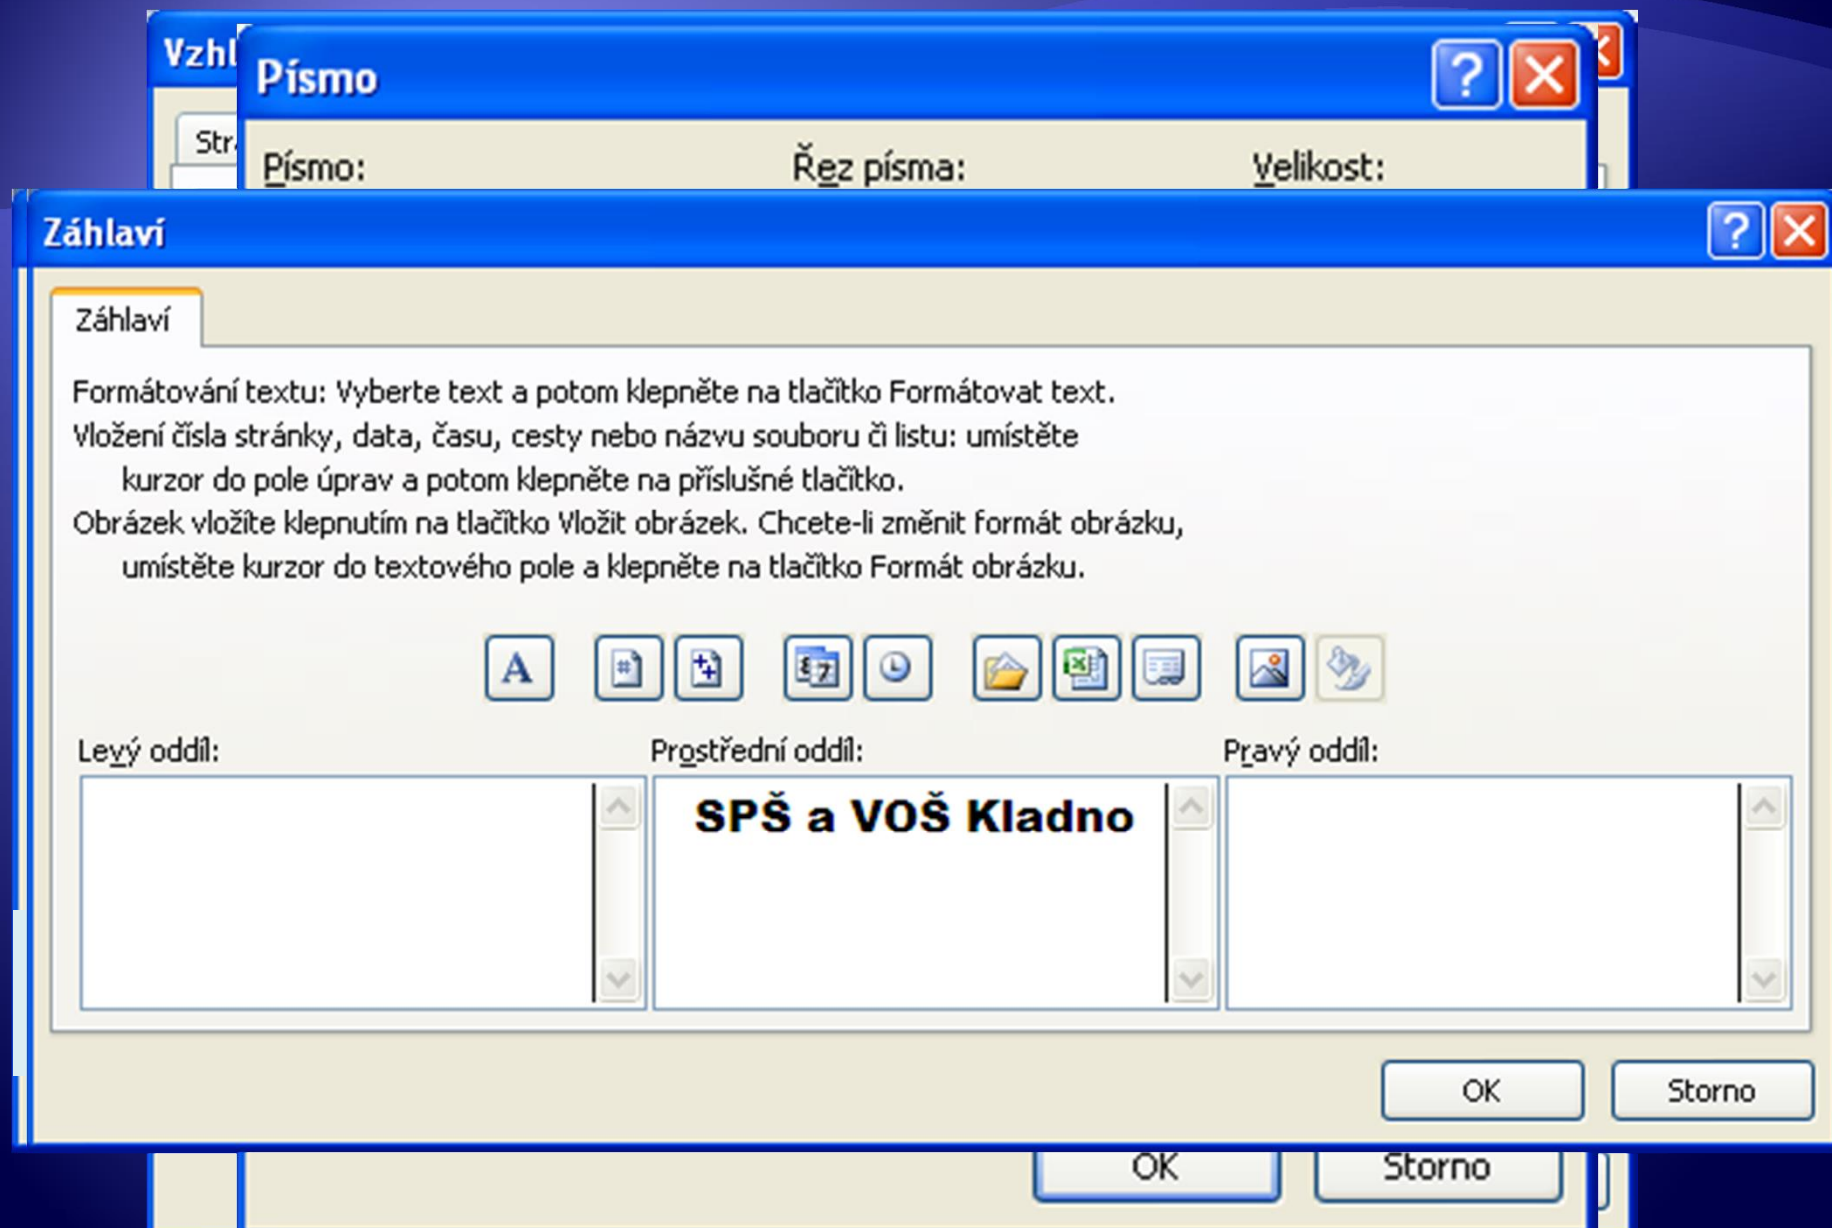 Vzhl
Písmo
Str
Písmo:
Řez písma:
Velikost:
Záhlaví
Záhlaví
Formátování textu: Vyberte text a potom klepněte na tlačítko Formátovat text.
Vložení čísla stránky, data, času, cesty nebo názvu souboru či listu: umístěte
kurzor do pole úprav a potom klepněte na příslušné tlačítko.
Obrázek vložíte klepnutím na tlačítko Vložit obrázek. Chcete-li změnit formát obrázku,
umístěte kurzor do textového pole a klepněte na tlačítko Formát obrázku.
Levý oddíl:
Prostřední oddíl:
Pravý oddíl:
SPŠ a VOŠ Kladno
OK
Storno
OK
Storno